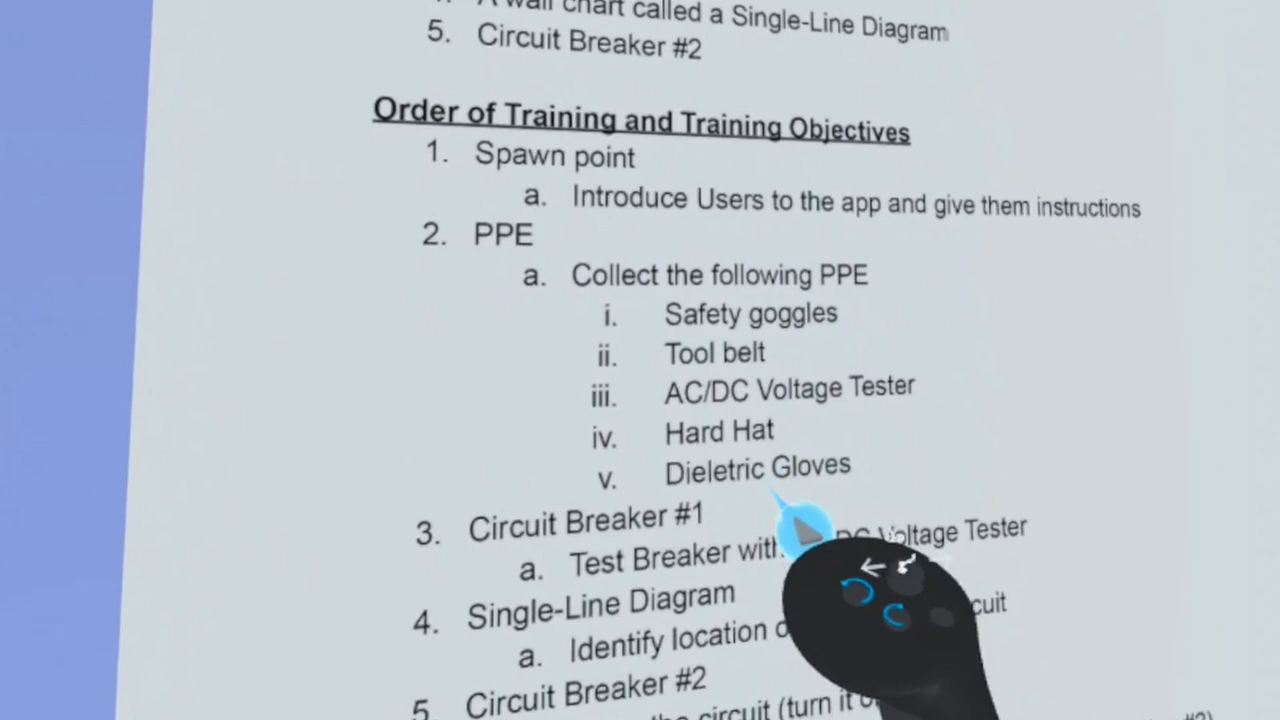 A wall chart called a Single-Line Diagram
5. Circuit Breaker #2
Order of Training and Training Objectives
1. Spawn point
a. Introduce Users to the app and give them instructions
2. PPE
a. Collect the following PPE
i. Safety goggles
ii. Tool belt
iii. AC/DC Voltage Tester
iv. Hard Hat
v. Dieletric Gloves
3. Circuit Breaker #1
a. Test Breaker with DC Voltage Tester
4. Single-Line Diagram
a. Identify location
5. Circuit Breaker #2
the circuit (turn it #2)